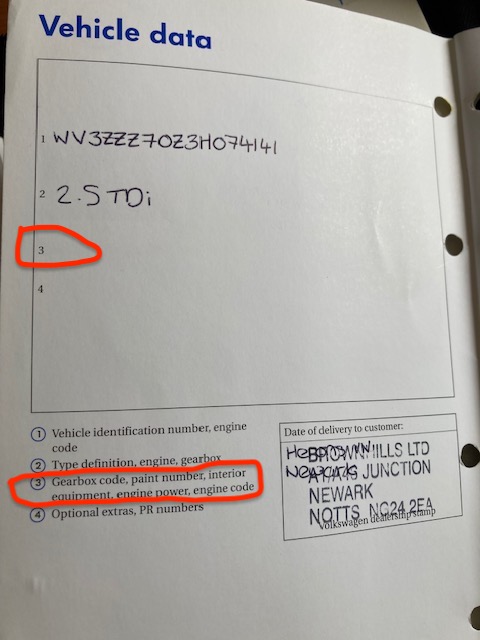 Vehicle data
1 WV3ZZZ70Z3H074141
2 2.5 TDi
3
4
1 Vehicle identification number, engine
code
2 Type definition, engine, gearbox
3 Gearbox code, paint number, interior
equipment, engine power, engine code
4 Optional extras, PR numbers
Date of delivery to customer:
BROWNHILLS LTD
A1/A46 JUNCTION
NEWARK
NOTTS NG24 2EA
Volkswagen dealership stamp